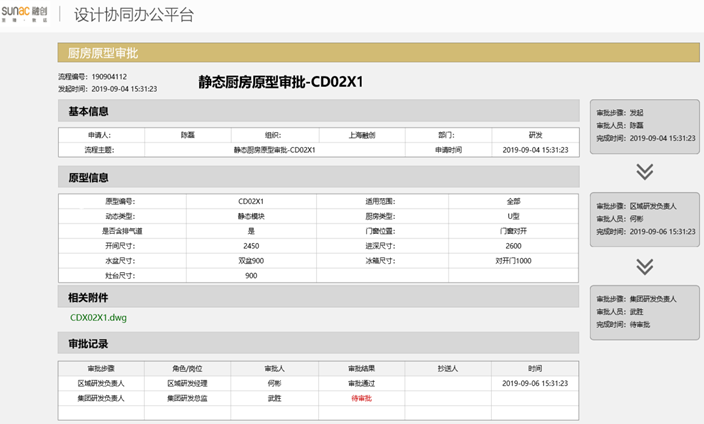 sunac 融创
至臻·致远
设计协同办公平台
厨房原型审批
流程编号：190904112
发起时间：2019-09-04 15:31:23
静态厨房原型审批-CD02X1
基本信息
申请人： 陈磊 组织： 上海融创 部门： 研发
流程主题： 静态厨房原型审批-CD02X1 申请时间 2019-09-04 15:31:23
原型信息
原型编号： CD02X1 适用范围： 全部
动态类型： 静态模块 厨房类型： U型
是否含排气道 是 门窗位置： 门窗对开
开间尺寸： 2450 进深尺寸： 2600
水盆尺寸： 双盆900 冰箱尺寸： 对开门1000
灶台尺寸： 900
相关附件
CDX02X1.dwg
审批记录
审批步骤 角色/岗位 审批人 审批结果 抄送人 时间
区域研发负责人 区域研发经理 何彬 审批通过 2019-09-06 15:31:23
集团研发负责人 集团研发总监 武胜 待审批
审批步骤：发起
审批人员：陈磊
完成时间：2019-09-04 15:31:23
审批步骤：区域研发负责人
审批人员：何彬
完成时间：2019-09-06 15:31:23
审批步骤：集团研发负责人
审批人员：武胜
完成时间：待审批